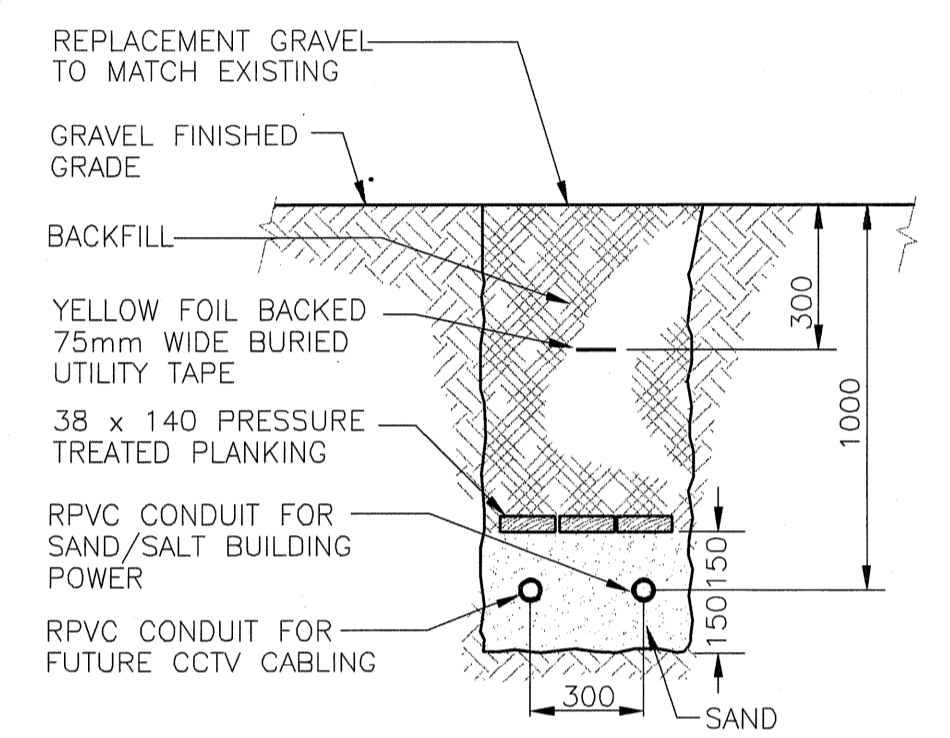 REPLACEMENT GRAVEL
TO MATCH EXISTING
GRAVEL FINISHED
GRADE
BACKFILL
YELLOW FOIL BACKED
75mm WIDE BURIED
UTILITY TAPE
38 x 140 PRESSURE
TREATED PLANKING
RPVC CONDUIT FOR
SAND/SALT BUILDING
POWER
RPVC CONDUIT FOR
FUTURE CCTV CABLING
300
1000
150
150
300
SAND